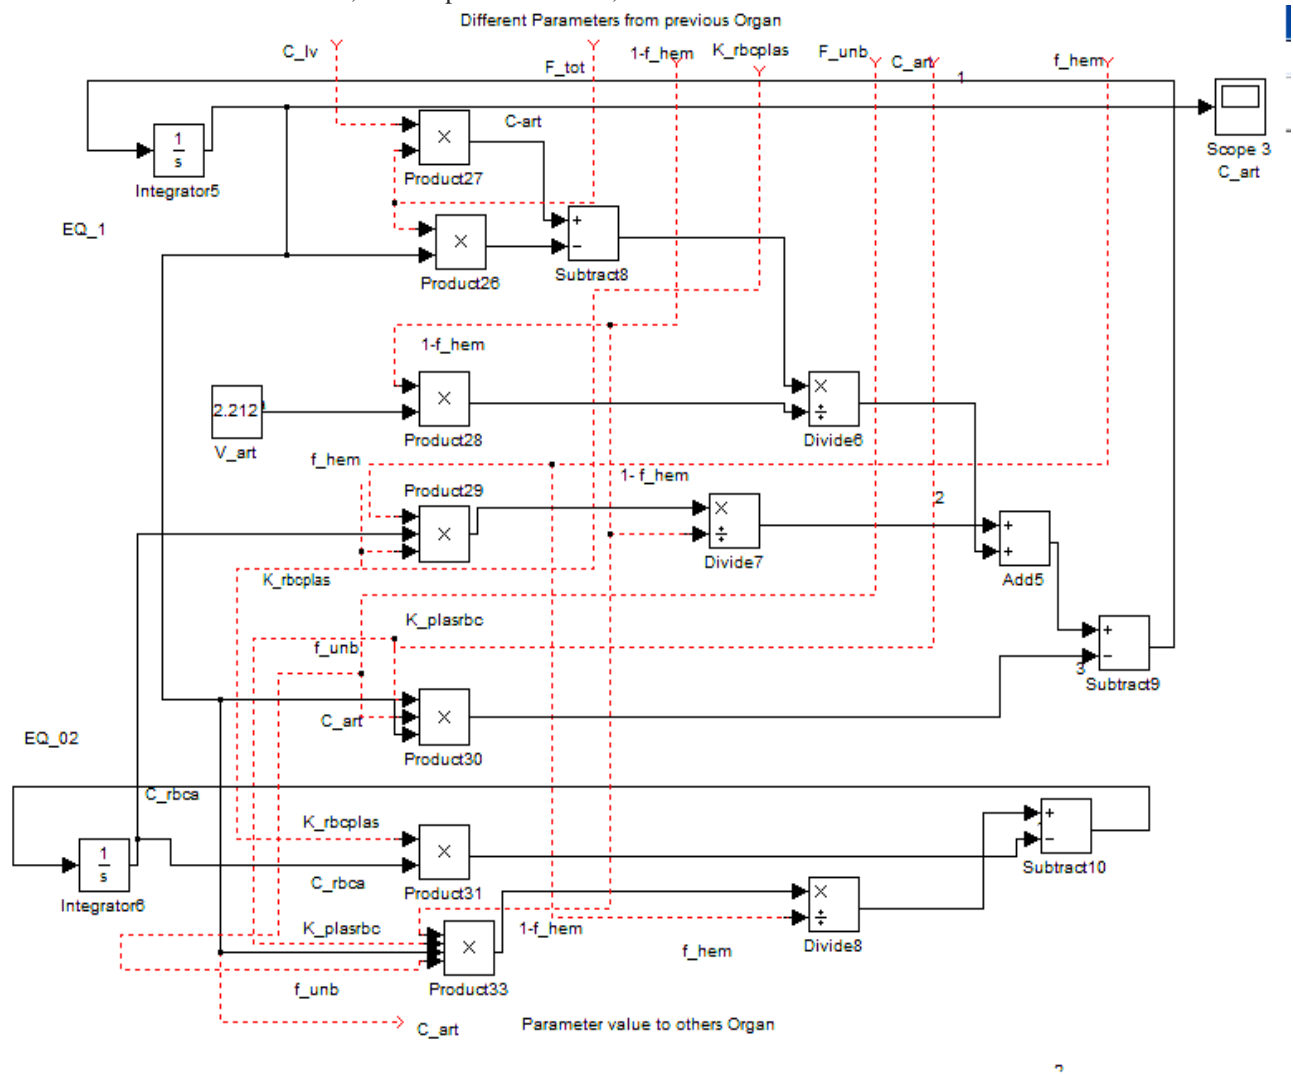 Different Parameters from previous Organ
C_lv
F_tot
1-f_hem
K_rbcplas
F_unb
C_art
1
f_hem
C-art
1
s
Integrator5
×
Product27
Scope 3
C_art
EQ_1
×
Product26
+
−
Subtract8
1-f_hem
2.212
V_art
×
Product28
×
÷
Divide6
f_hem
Product29
×
1- f_hem
×
÷
Divide7
2
+
+
Add5
K_rbcplas
K_plasrbc
f_unb
+
−
3
Subtract9
C_art
×
Product30
EQ_02
C_rbca
K_rbcplas
×
Product31
+
−
Subtract10
1
s
Integrator6
C_rbca
K_plasrbc
×
Product33
1-f_hem
×
÷
Divide8
f_hem
f_unb
C_art
Parameter value to others Organ